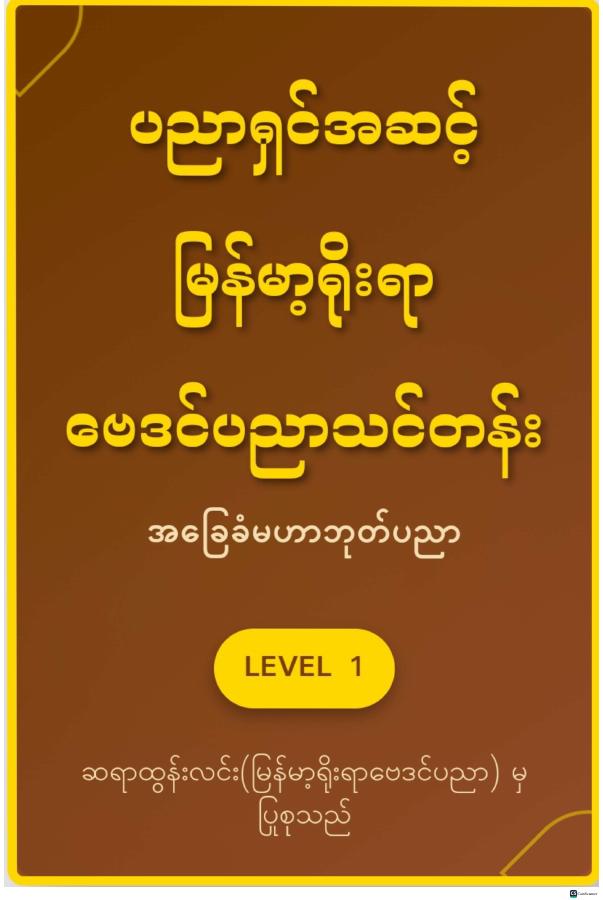 ပညာရှင်အဆင့်
မြန်မာ့ရိုးရာ
ဗေဒင်ပညာသင်တန်း
အခြေခံမဟာဘုတ်ပညာ
LEVEL 1
ဆရာထွန်းလင်း(မြန်မာ့ရိုးရာဗေဒင်ပညာ) မှ
ပြုစုသည်
CamScanner